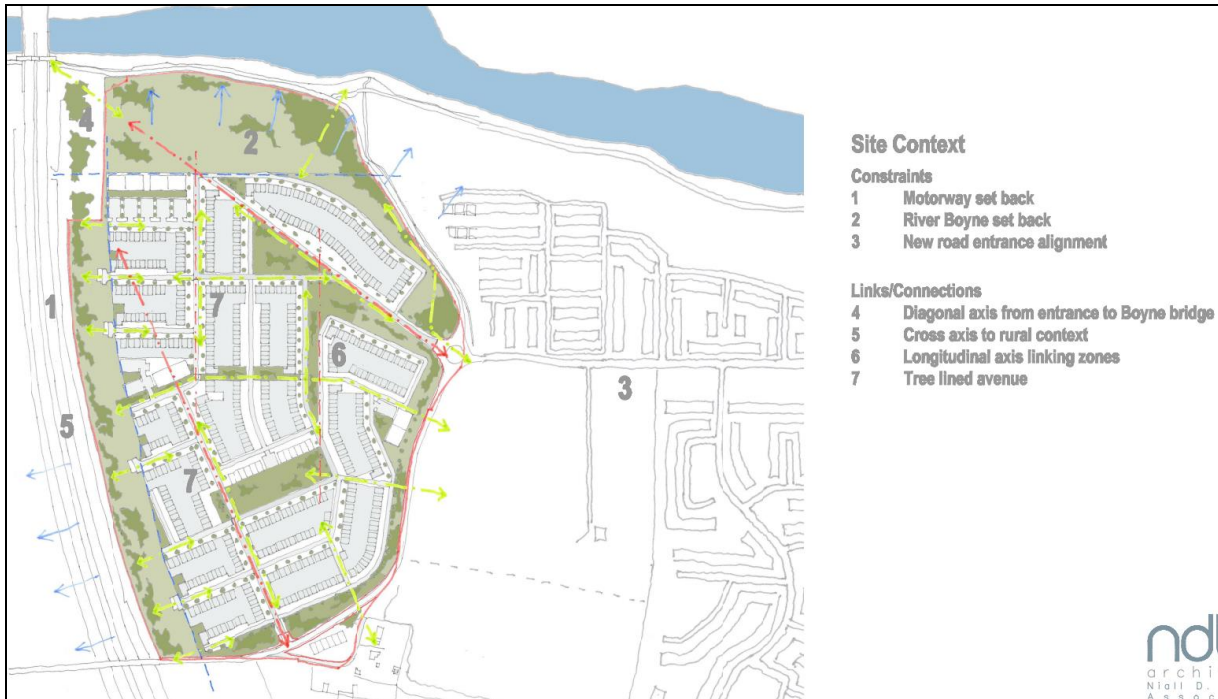 4
2
1
7
6
3
5
7
Site Context
Constraints
1 Motorway set back
2 River Boyne set back
3 New road entrance alignment
Links/Connections
4 Diagonal axis from entrance to Boyne bridge
5 Cross axis to rural context
6 Longitudinal axis linking zones
7 Tree lined avenue
archi
Niall D.
Assoc